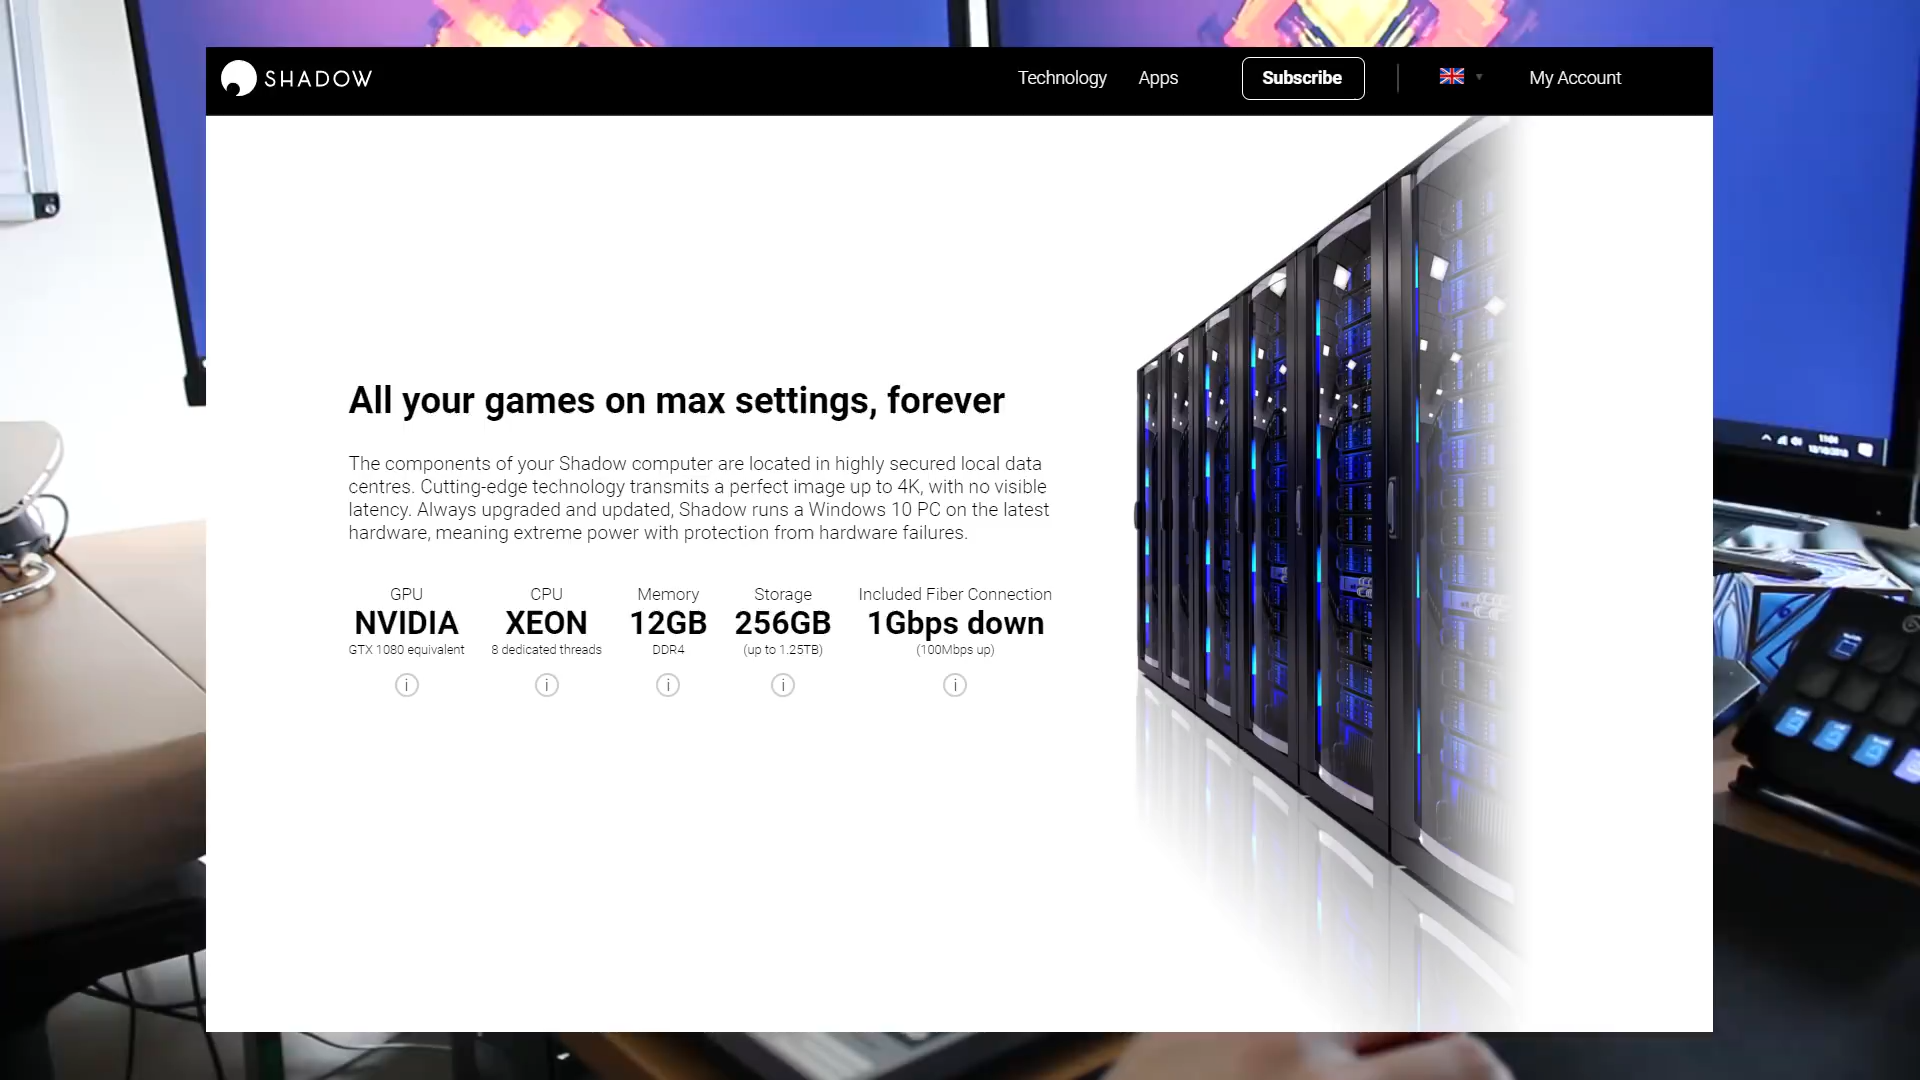 SHADOW
Technology
Apps
Subscribe
My Account
All your games on max settings, forever
The components of your Shadow computer are located in highly secured local data
centres. Cutting-edge technology transmits a perfect image up to 4K, with no visible
latency. Always upgraded and updated, Shadow runs a Windows 10 PC on the latest
hardware, meaning extreme power with protection from hardware failures.
GPU
NVIDIA
GTX 1080 equivalent
i
CPU
XEON
8 dedicated threads
i
Memory
12GB
DDR4
i
Storage
256GB
(up to 1.25TB)
i
Included Fiber Connection
1Gbps down
(100Mbps up)
i